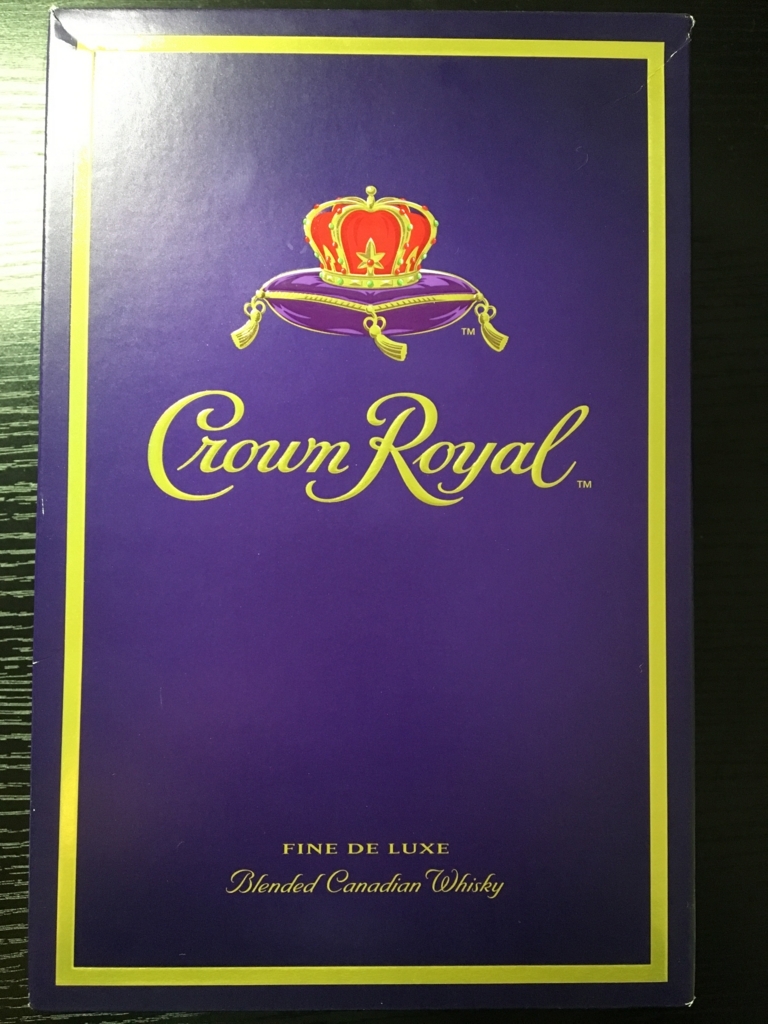 TM
Crown Royal TM
FINE DE LUXE
Blended Canadian Whisky